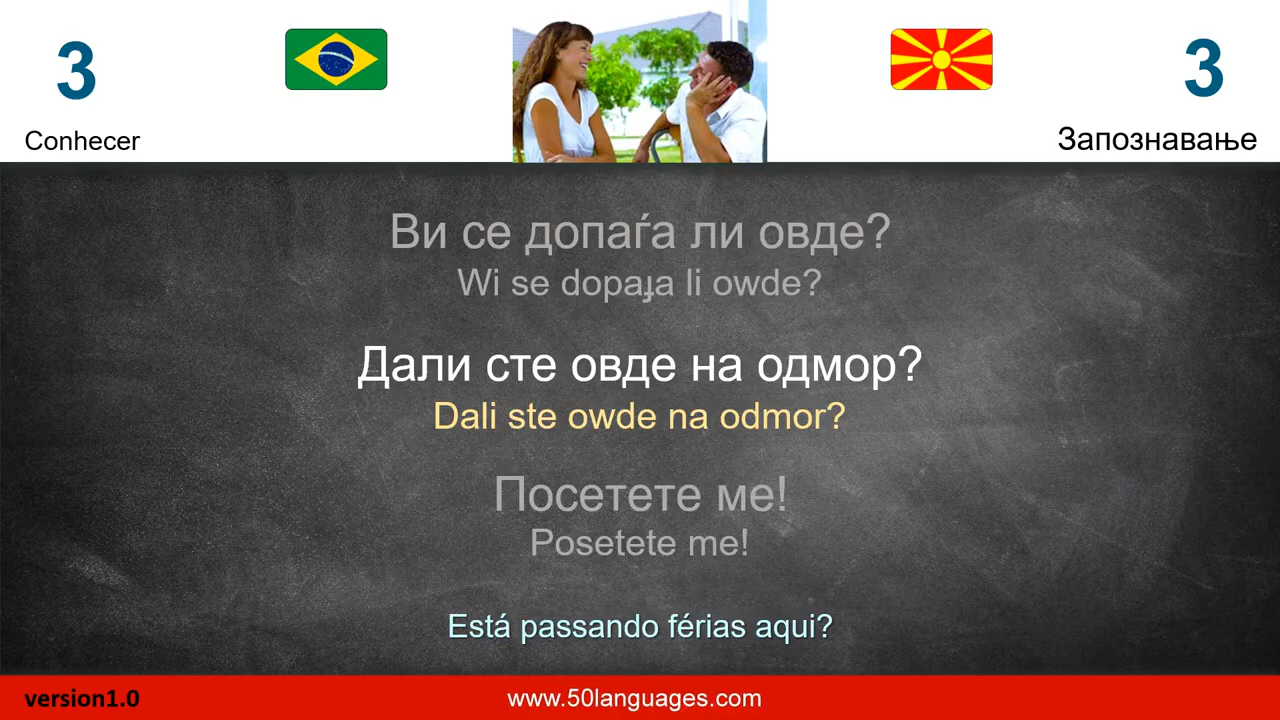 3
3
Conhecer
Запознавање
Ви се допаѓа ли овде?
Wi se dopaɟa li owde?
Дали сте овде на одмор?
Dali ste owde na odmor?
Посетете ме!
Posetete me!
Está passando férias aqui?
version1.0
www.50languages.com